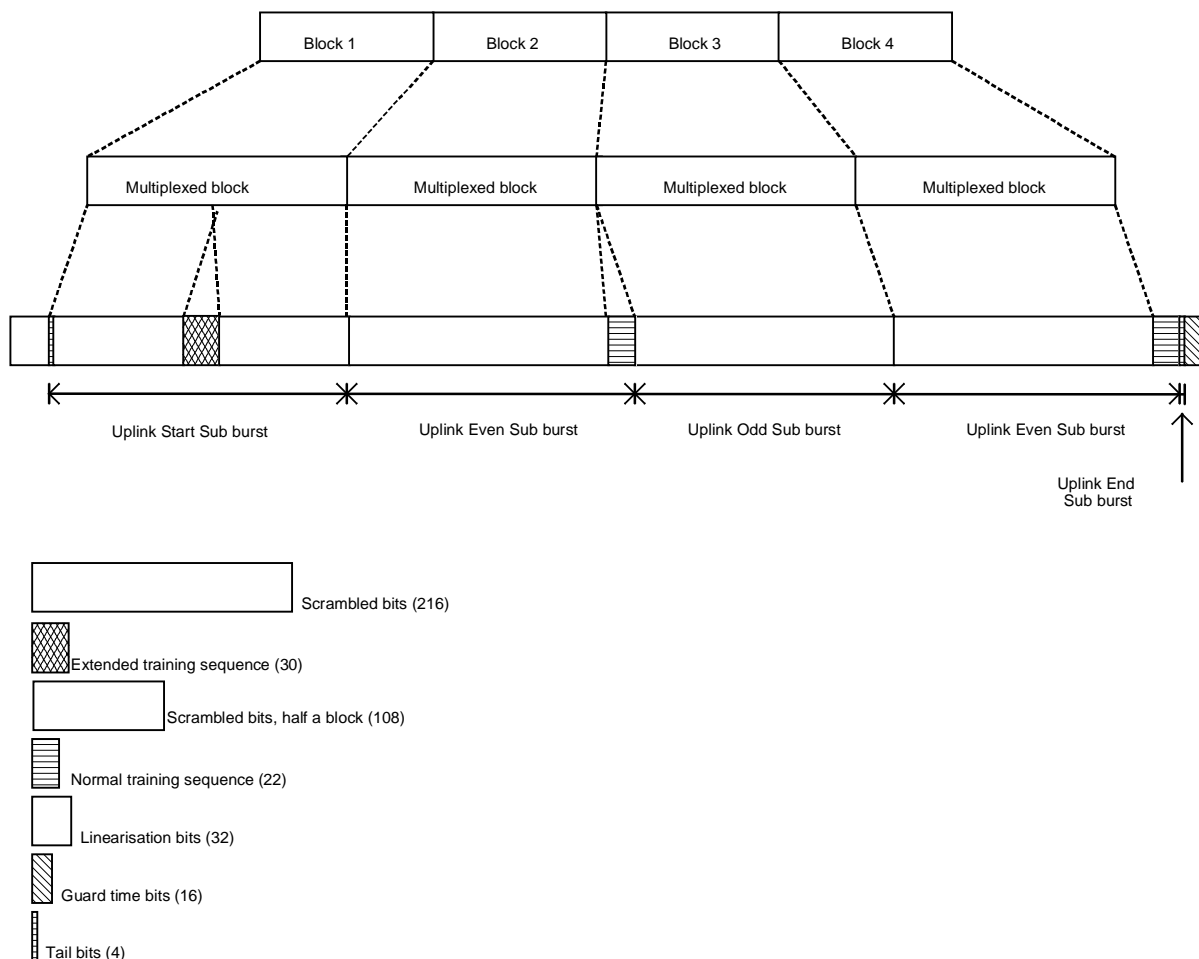 Block 1
Block 2
Block 3
Block 4
Multiplexed block
Multiplexed block
Multiplexed block
Multiplexed block
Uplink Start Sub burst
Uplink Even Sub burst
Uplink Odd Sub burst
Uplink Even Sub burst
Uplink End
Sub burst
Scrambled bits (216)
Extended training sequence (30)
Scrambled bits, half a block (108)
Normal training sequence (22)
Linearisation bits (32)
Guard time bits (16)
Tail bits (4)